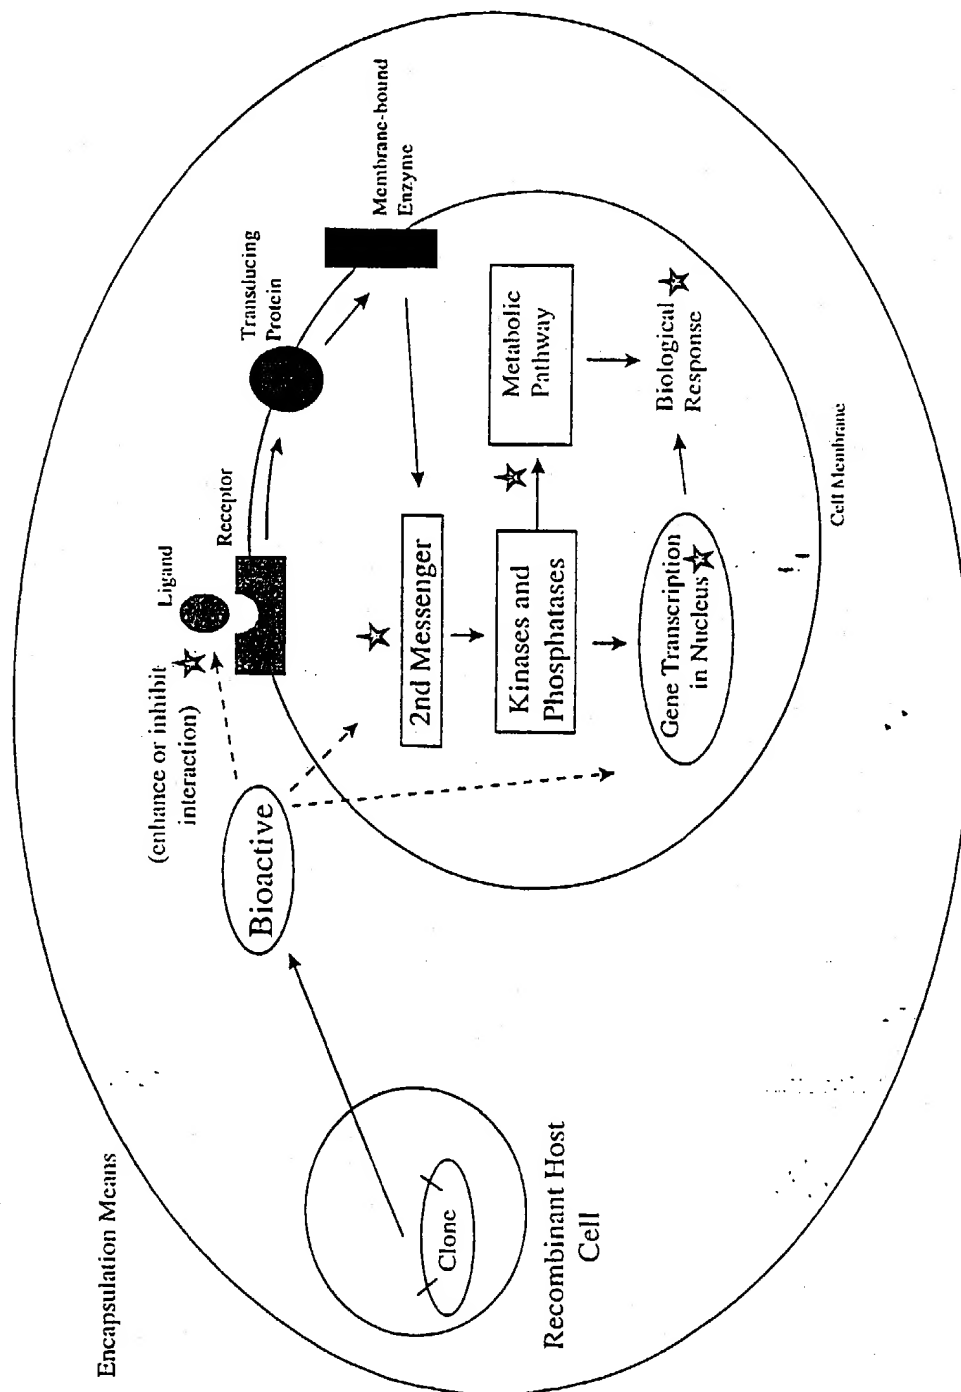 Encapsulation Means
(enhance or inhibit
interaction)
Ligand
Receptor
Transducing
Protein
Membrane-bound
Enzyme
Bioactive
2nd Messenger
Kinases and
Phosphatases
Metabolic
Pathway
Gene Transcription
in Nucleus
Biological
Response
Cell Membrane
Clone
Recombinant Host
Cell